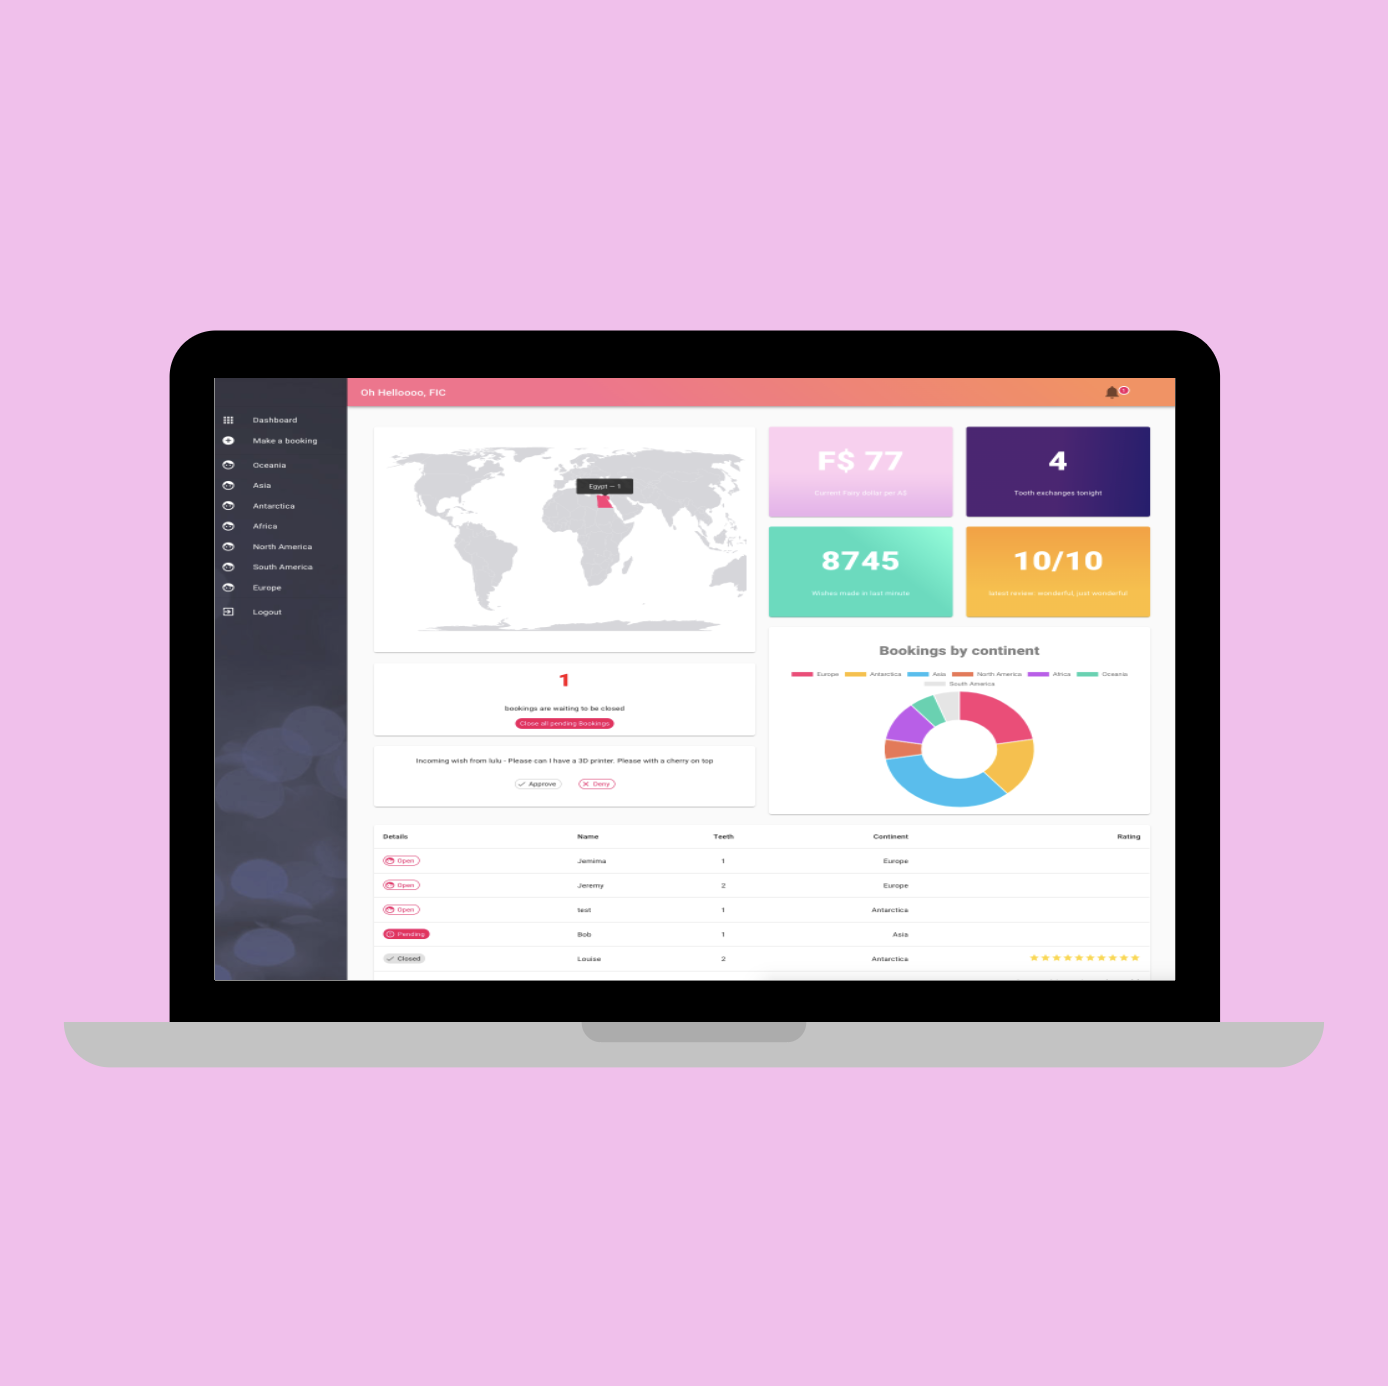 Oh Helloooo, FIC
Dashboard
Make a booking
Oceania
Asia
Antarctica
Africa
North America
South America
Europe
Logout
Egypt — 1
F$ 77
Current Fairy dollar per A$
4
Tooth exchanges tonight
8745
Wishes made in last minute
10/10
latest review: wonderful, just wonderful
1
bookings are waiting to be closed
Close all pending Bookings
Incoming wish from lulu - Please can I have a 3D printer. Please with a cherry on top
Approve Deny
Bookings by continent
Europe Antarctica Asia North America Africa Oceania
South America
Details Name Teeth Continent Rating
Open Jemima 1 Europe
Open Jeremy 2 Europe
Open test 1 Antarctica
Pending Bob 1 Asia
Closed Louise 2 Antarctica